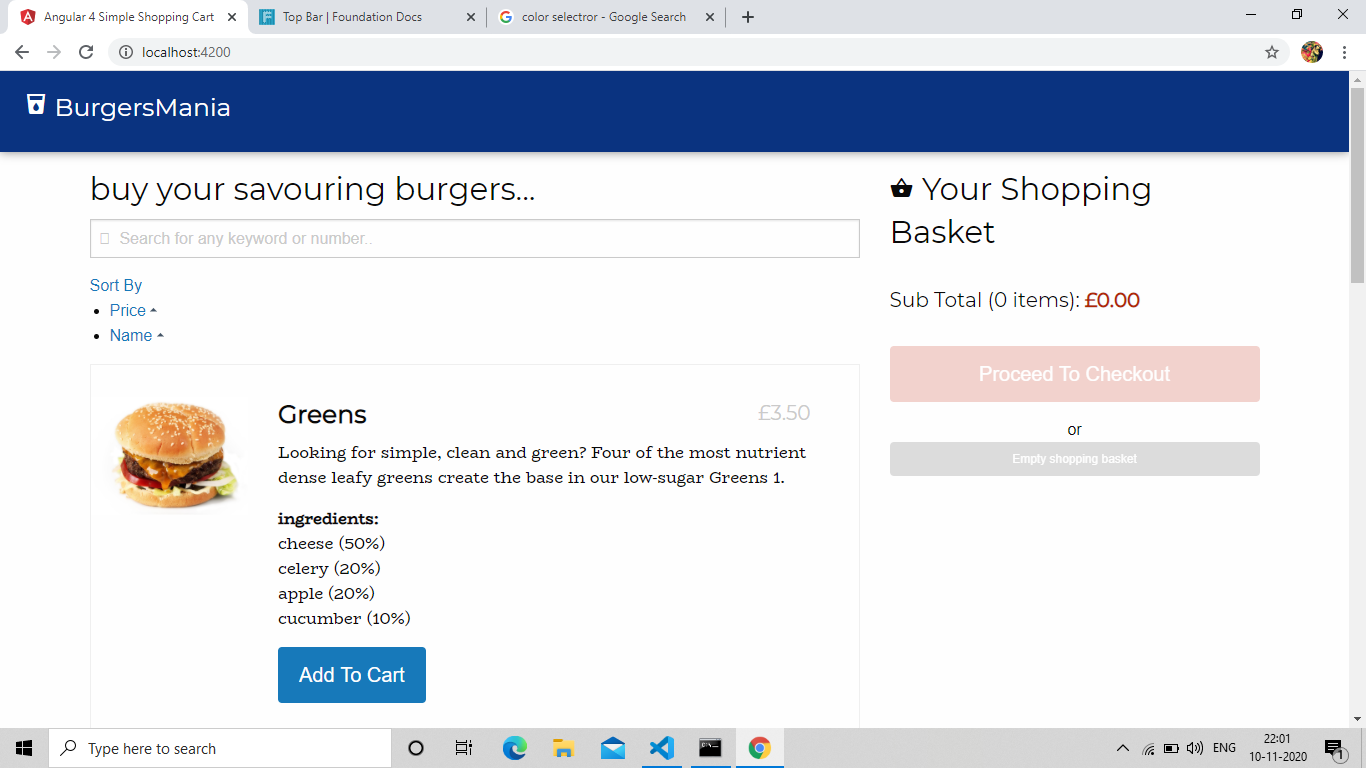 Angular 4 Simple Shopping Cart
Top Bar | Foundation Docs
color selectror - Google Search
localhost:4200
BurgersMania
buy your savouring burgers...
Search for any keyword or number..
Sort By
Price
Name
Greens
£3.50
Looking for simple, clean and green? Four of the most nutrient
dense leafy greens create the base in our low-sugar Greens 1.
ingredients:
cheese (50%)
celery (20%)
apple (20%)
cucumber (10%)
Add To Cart
Your Shopping
Basket
Sub Total (0 items): £0.00
Proceed To Checkout
or
Empty shopping basket
Type here to search
ENG
22:01
10-11-2020
1